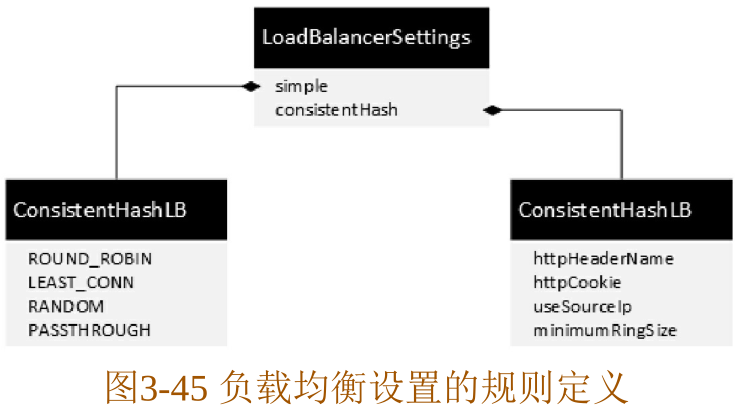 LoadBalancerSettings
simple
consistentHash
ConsistentHashLB
ROUND_ROBIN
LEAST_CONN
RANDOM
PASSTHROUGH
ConsistentHashLB
httpHeaderName
httpCookie
useSourceIp
minimumRingSize
图3-45 负载均衡设置的规则定义